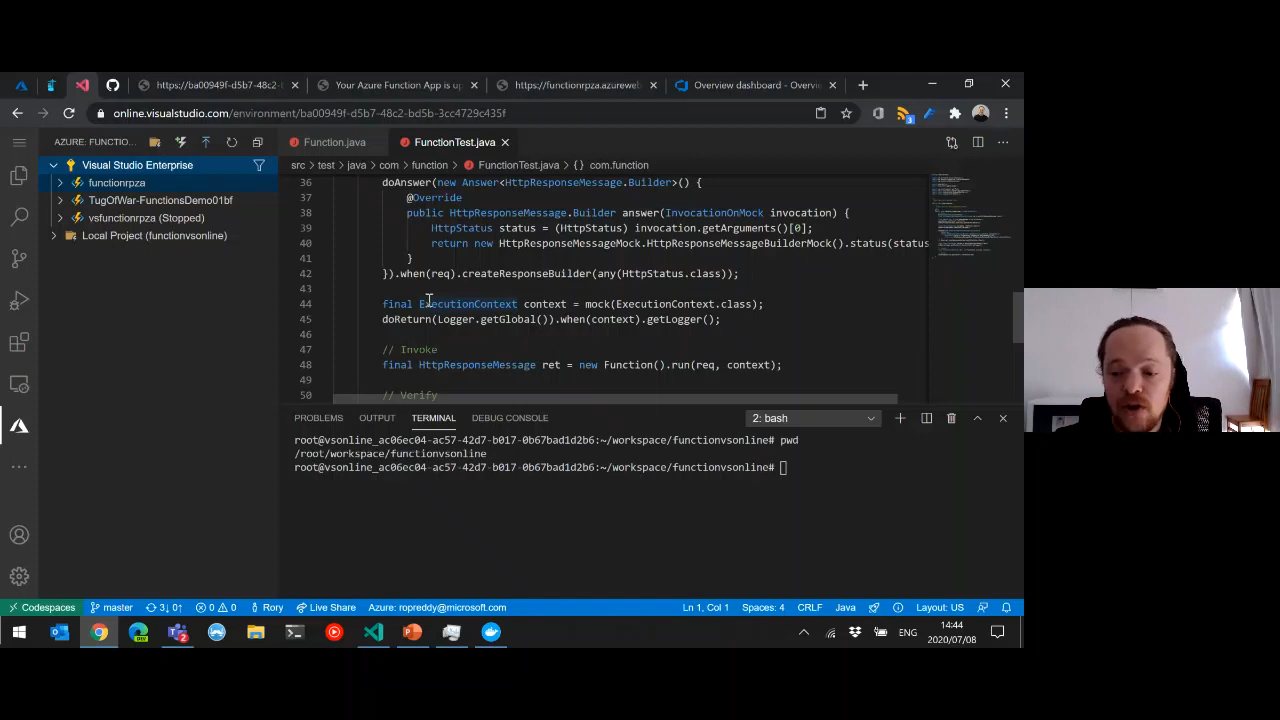 https://ba00949f-d5b7-48c2-
Your Azure Function App is u
https://functionrpza.azureweb
Overview dashboard - Overvie
online.visualstudio.com/environment/ba00949f-d5b7-48c2-bd5b-3cc4729c435f
3
AZURE: FUNCTIO...
Function.java
FunctionTest.java
src > test > java > com > function > FunctionTest.java > {} com.function
Visual Studio Enterprise
functionrpza
TugOfWar-FunctionsDemo01bf
vsfunctionrpza (Stopped)
Local Project (functionvsonline)
36 doAnswer(new Answer<HttpResponseMessage.Builder>() {
37 @Override
38 public HttpResponseMessage.Builder answer(InvocationOnMock invocation) {
39 HttpStatus status = (HttpStatus) invocation.getArguments()[0];
40 return new HttpResponseMessageMock.HttpResponseMessageBuilderMock().status(status
41 }
42 }).when(req).createResponseBuilder(any(HttpStatus.class));
43
44 final ExecutionContext context = mock(ExecutionContext.class);
45 doReturn(Logger.getGlobal()).when(context).getLogger();
46
47 // Invoke
48 final HttpResponseMessage ret = new Function().run(req, context);
49
50 // Verify
PROBLEMS OUTPUT TERMINAL DEBUG CONSOLE 2: bash
root@vsonline_ac06ec04-ac57-42d7-b017-0b67bad1d2b6:~/workspace/functionvsonline# pwd
/root/workspace/functionvsonline
root@vsonline_ac06ec04-ac57-42d7-b017-0b67bad1d2b6:~/workspace/functionvsonline#
Codespaces master 3↓ 0↑ 0 0 Rory Live Share Azure: ropreddy@microsoft.com Ln 1, Col 1 Spaces: 4 CRLF Java Layout: US
ENG
14:44
2020/07/08